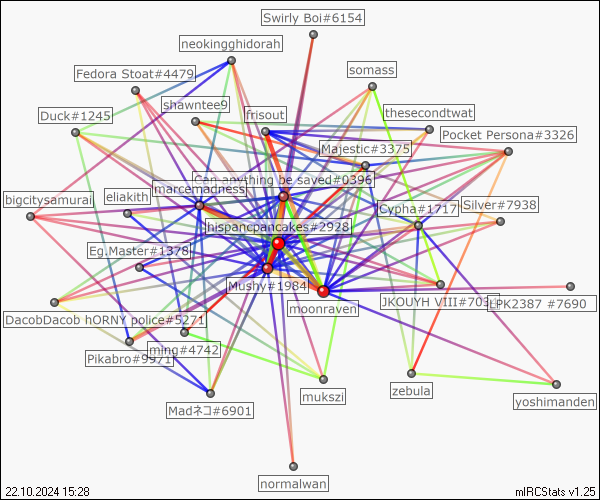 Swirly Boi#6154
neokingghidorah
Fedora Stoat#4479
somass
shawntee9
Duck#1245
frisout
thesecondtwat
Pocket Persona#3326
Majestic#3375
Can anything be saved#0396
marcemadness
bigcitysamurai
eliakith
Cypha#1717
Silver#7938
hispancpancakes#2928
Eg.Master#1378
Mushy#1984
moonraven
JKOUYH VIII#703
LPK2387 #7690
DacobDacob hORNY police#5271
ming#4742
Pikabro#9971
mukszi
zebula
yoshimanden
Madネコ#6901
normalwan
22.10.2024 15:28
mIRCStats v1.25